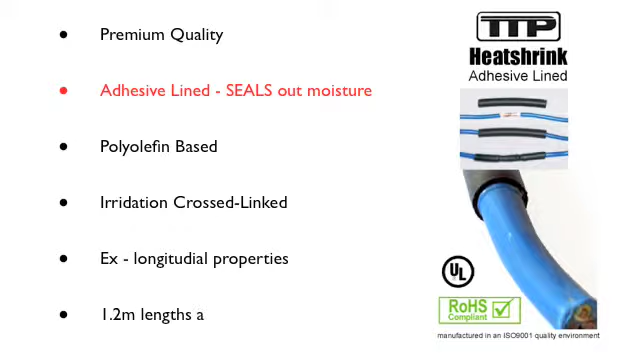 Premium Quality
Adhesive Lined - SEALS out moisture
Polyolefin Based
Irridation Crossed-Linked
Ex - longitudial properties
1.2m lengths a
TTP
Heatshrink
Adhesive Lined
UL
RoHS
Compliant
manufactured in an ISO9001 quality environment